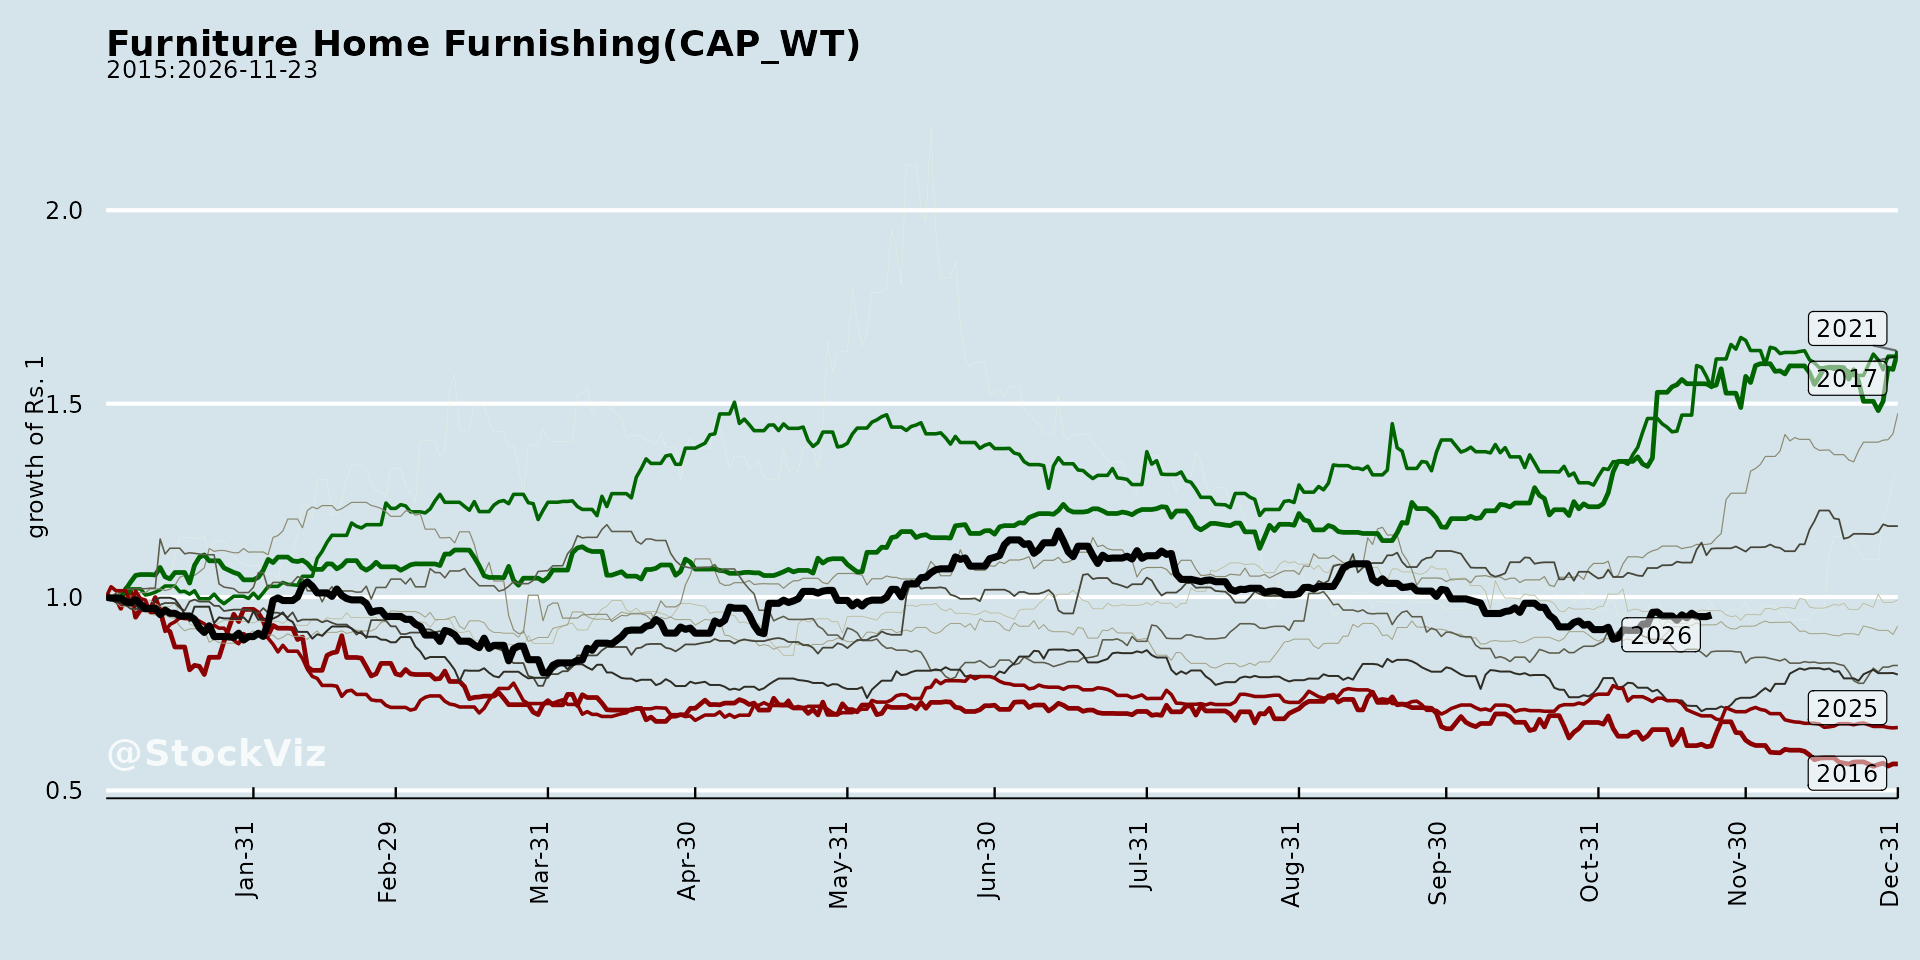 Furniture Home Furnishing(CAP_WT)
2015:2026-11-23
growth of Rs. 1
2.0
1.5
1.0
0.5
2021
2017
2026
2025
2016
@StockViz
Jan-31
Feb-29
Mar-31
Apr-30
May-31
Jun-30
Jul-31
Aug-31
Sep-30
Oct-31
Nov-30
Dec-31